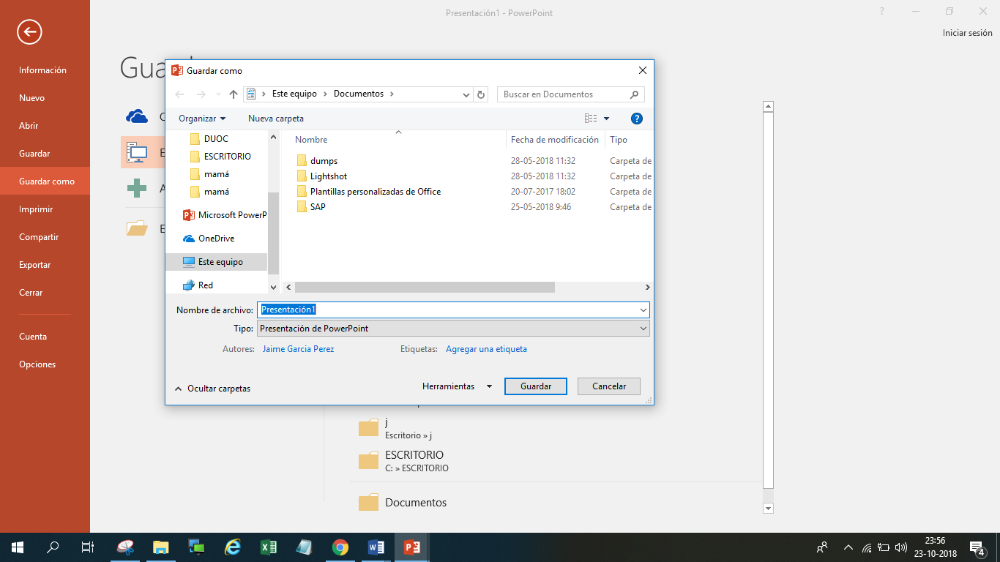 Presentación1 - PowerPoint
?
Iniciar sesión
Información
Nuevo
Abrir
Guardar
Guardar como
Imprimir
Compartir
Exportar
Cerrar
Cuenta
Opciones
Guardar como
Este equipo > Documentos >
Buscar en Documentos
Organizar
Nueva carpeta
?
DUOC
ESCRITORIO
mamá
mamá
Microsoft PowerP
OneDrive
Este equipo
Red
Nombre Fecha de modificación Tipo
dumps 28-05-2018 11:32 Carpeta de
Lightshot 28-05-2018 11:32 Carpeta de
Plantillas personalizadas de Office 20-07-2017 18:02 Carpeta de
SAP 25-05-2018 9:46 Carpeta de
Nombre de archivo: Presentación1
Tipo: Presentación de PowerPoint
Autores: Jaime Garcia Perez Etiquetas: Agregar una etiqueta
Ocultar carpetas
Herramientas
Guardar
Cancelar
j
Escritorio » j
ESCRITORIO
C: » ESCRITORIO
Documentos
23:56
23-10-2018
4